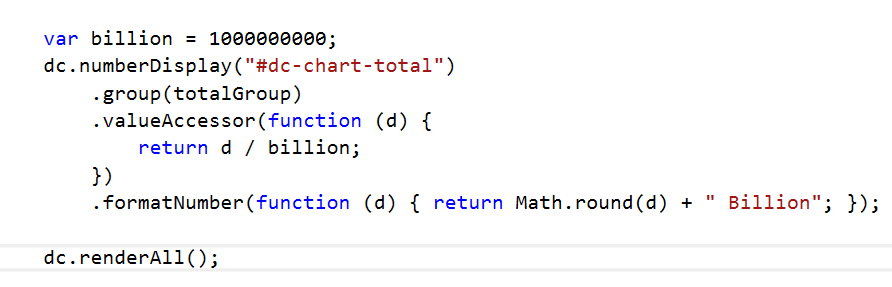 var billion = 1000000000;
dc.numberDisplay("#dc-chart-total")
    .group(totalGroup)
    .valueAccessor(function (d) {
        return d / billion;
    })
    .formatNumber(function (d) { return Math.round(d) + " Billion"; });
dc.renderAll();